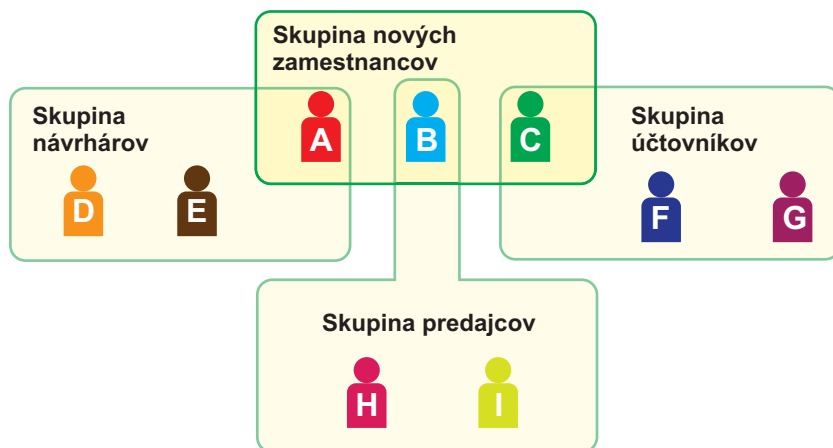 Skupina nových
zamestnancov
Skupina
návrhárov
A
B
C
Skupina
účtovníkov
D
E
F
G
Skupina predajcov
H
I